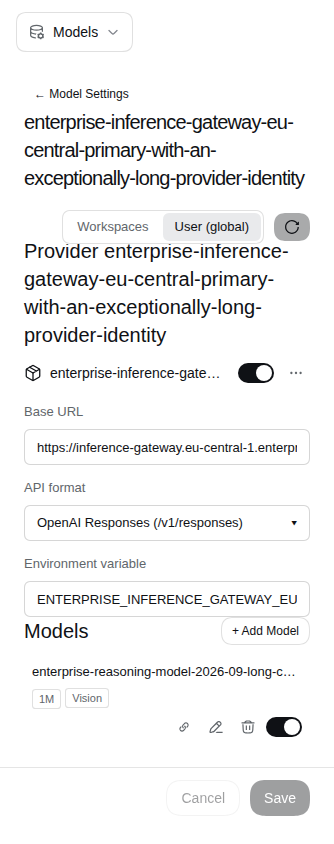 Models
← Model Settings
enterprise-inference-gateway-eu-
central-primary-with-an-
exceptionally-long-provider-identity
Workspaces User (global)
Provider enterprise-inference-
gateway-eu-central-primary-
with-an-exceptionally-long-
provider-identity
enterprise-inference-gate…
Base URL
https://inference-gateway.eu-central-1.enterpr
API format
OpenAI Responses (/v1/responses)
Environment variable
ENTERPRISE_INFERENCE_GATEWAY_EU
Models + Add Model
enterprise-reasoning-model-2026-09-long-c…
1M Vision
Cancel Save